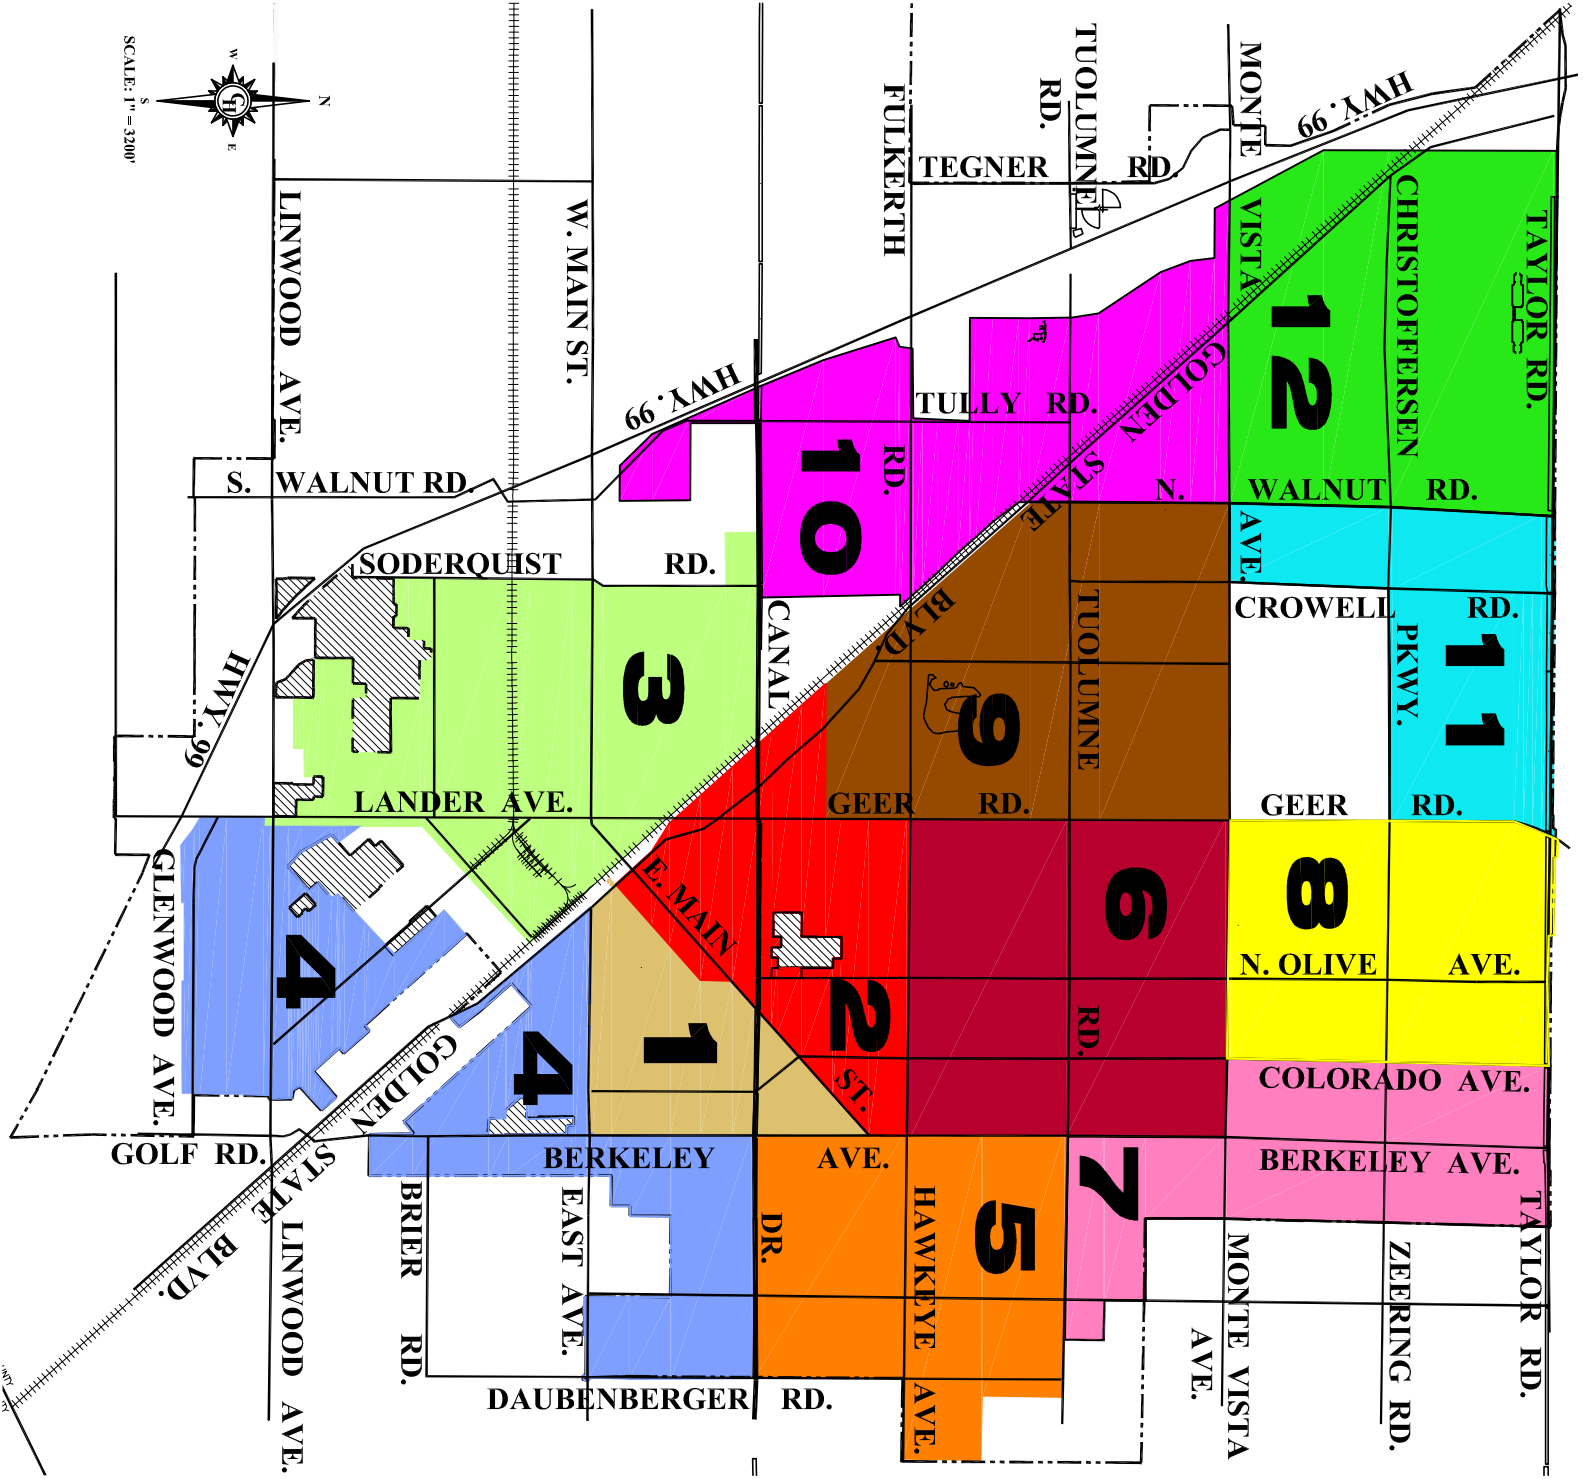 SCALE: 1" = 3200'
W
N
S
E
C
H
LINWOOD AVE.
W. MAIN ST.
FULKERTH RD.
TUOLUMNE RD.
MONTE VISTA AVE.
HWY. 99
TEGNER RD.
CHRISTOFFERSEN PKWY.
TAYLOR RD.
12
HWY. 99
TULLY RD.
GOLDEN STATE BLVD.
10
S. WALNUT RD.
N. WALNUT RD.
SODERQUIST RD.
CANAL DR.
TUOLUMNE RD.
CROWELL RD.
11
3
9
HWY. 99
LANDER AVE.
GEER RD.
GEER RD.
GLENWOOD AVE.
E. MAIN ST.
6
8
4
N. OLIVE AVE.
2
1
4
GOLDEN STATE BLVD.
COLORADO AVE.
GOLF RD.
BERKELEY AVE.
BERKELEY AVE.
7
5
LINWOOD AVE.
BRIER RD.
EAST AVE.
HAWKEYE AVE.
MONTE VISTA AVE.
ZEERING RD.
TAYLOR RD.
DAUBENBERGER RD.